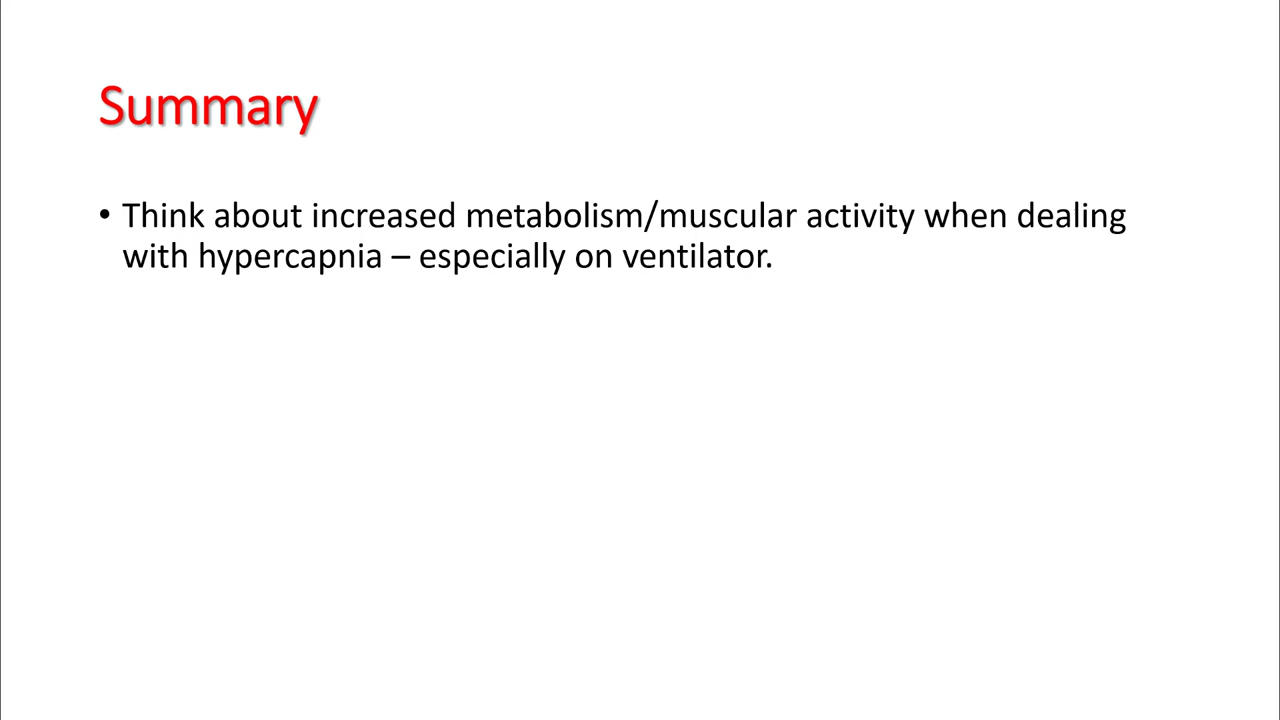 Summary
• Think about increased metabolism/muscular activity when dealing
with hypercapnia – especially on ventilator.